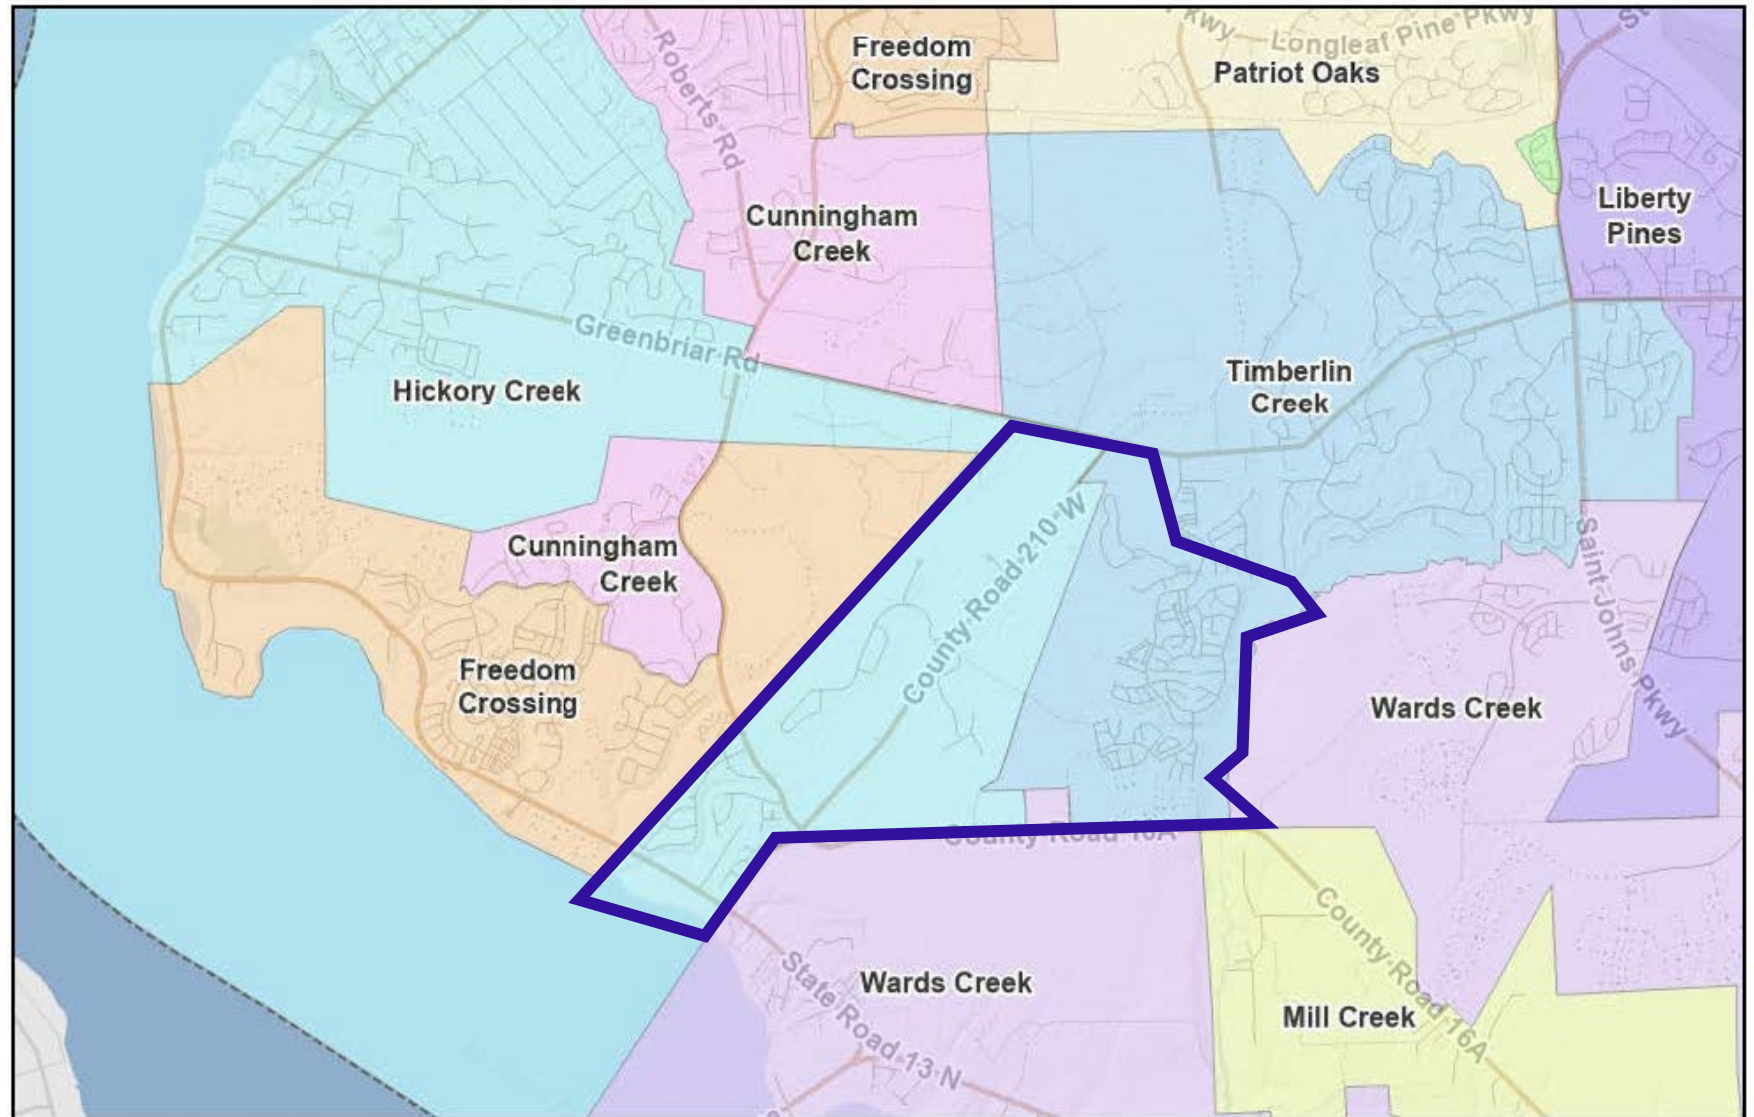 Freedom
Crossing
Pkwy
Longleaf Pine Pkwy
Patriot Oaks
St
Roberts Rd
Liberty
Pines
Cunningham
Creek
Greenbriar Rd
Hickory Creek
Timberlin
Creek
County Road 210 W
Cunningham
Creek
Saint Johns Pkwy
Freedom
Crossing
Wards Creek
County Road 16A
Wards Creek
State Road 13 N
County Road 16A
Mill Creek